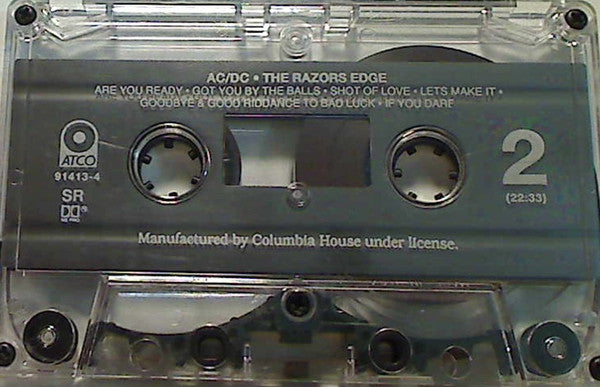 AC/DC • THE RAZORS EDGE
ARE YOU READY • GOT YOU BY THE BALLS • SHOT OF LOVE • LETS MAKE IT •
GOODBYE & GOOD RIDDANCE TO BAD LUCK • IF YOU DARE
ATCO
91413-4
SR
2
(22:33)
Manufactured by Columbia House under license.